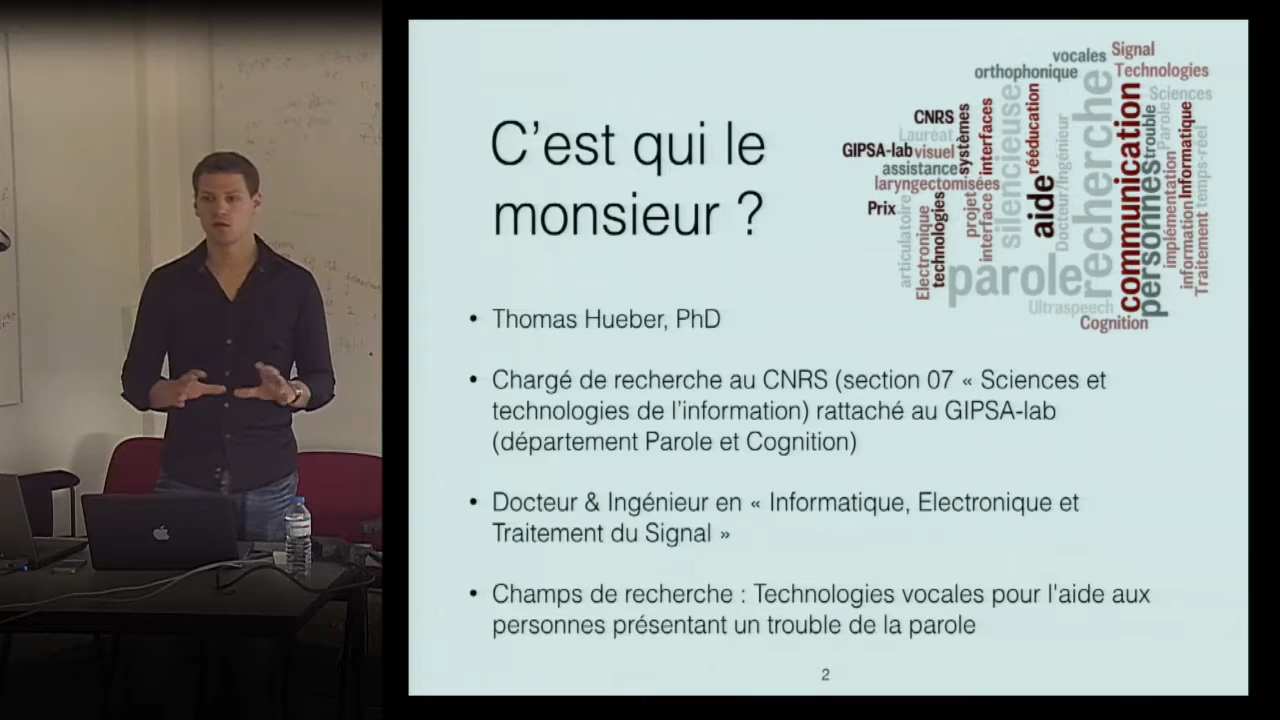 C'est qui le
monsieur ?
vocales
Signal
orthophonique
Technologies
Sciences
CNRS
Lauréat
GIPSA-lab
visuel
assistance
laryngectomisées
Prix
systèmes
interfaces
silencieuse
rééducation
Docteur/Ingénieur
recherche
communication
trouble
Parole
Informatique
articulatoire
Electronique
technologies
projet
interface
aide
personnes
implémentation
information
temps-réel
Traitement
parole
Ultraspeech
Cognition
• Thomas Hueber, PhD
• Chargé de recherche au CNRS (section 07 « Sciences et
technologies de l'information) rattaché au GIPSA-lab
(département Parole et Cognition)
• Docteur & Ingénieur en « Informatique, Electronique et
Traitement du Signal »
• Champs de recherche : Technologies vocales pour l'aide aux
personnes présentant un trouble de la parole
2